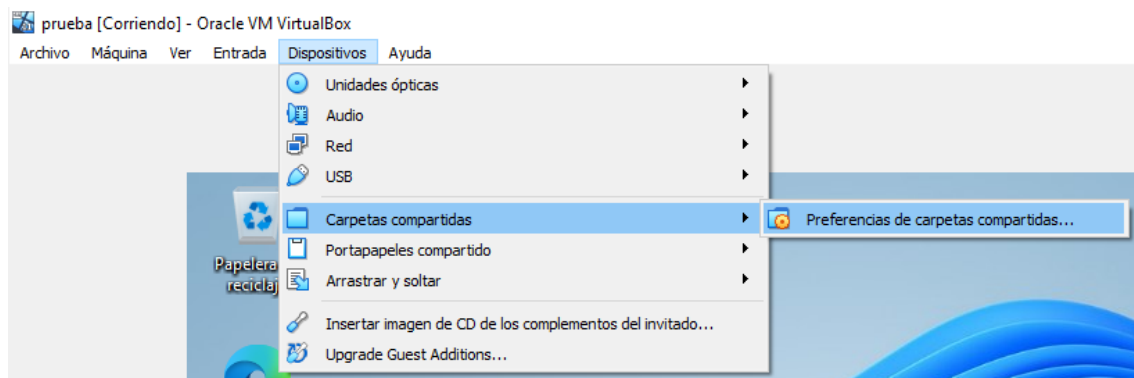 prueba [Corriendo] - Oracle VM VirtualBox
Archivo Máquina Ver Entrada Dispositivos Ayuda
Unidades ópticas
Audio
Red
USB
Carpetas compartidas
Preferencias de carpetas compartidas...
Portapapeles compartido
Arrastrar y soltar
Insertar imagen de CD de los complementos del invitado...
Upgrade Guest Additions...
Papelera
reciclaj